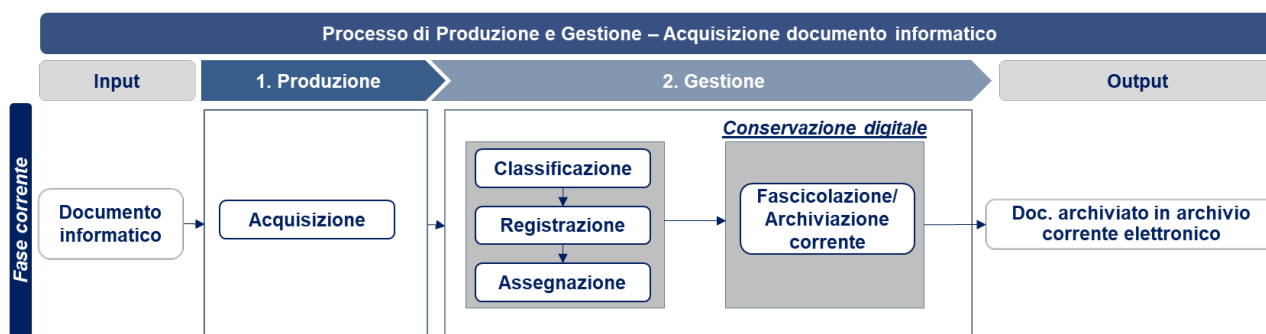 Processo di Produzione e Gestione – Acquisizione documento informatico
Input
1. Produzione
2. Gestione
Output
Fase corrente
Documento
informatico
Acquisizione
Classificazione
Registrazione
Assegnazione
Conservazione digitale
Fascicolazione/
Archiviazione
corrente
Doc. archiviato in archivio
corrente elettronico